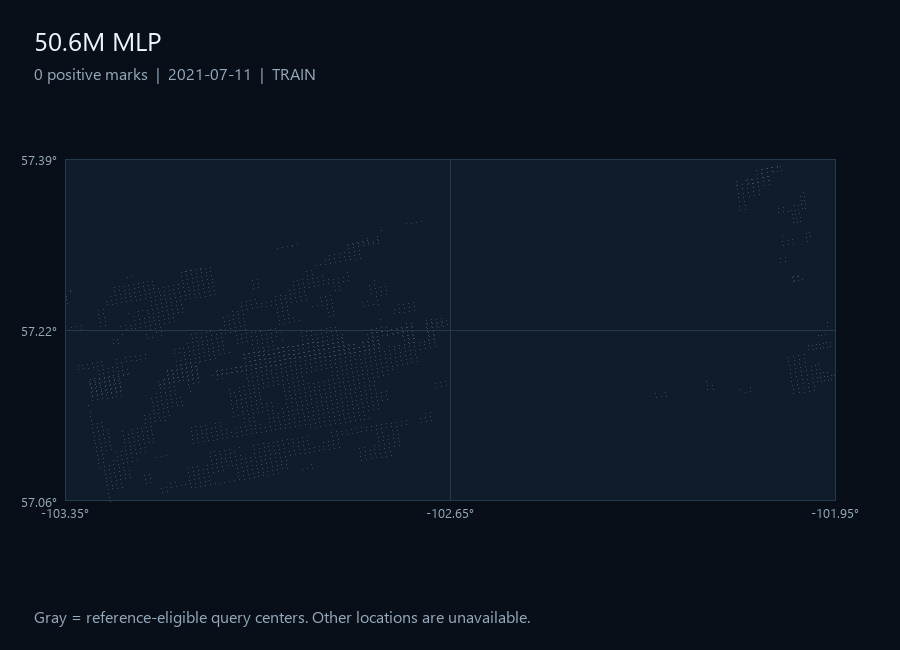 50.6M MLP
0 positive marks | 2021-07-11 | TRAIN
57.39°
57.22°
57.06°
-103.35°
-102.65°
-101.95°
Gray = reference-eligible query centers. Other locations are unavailable.